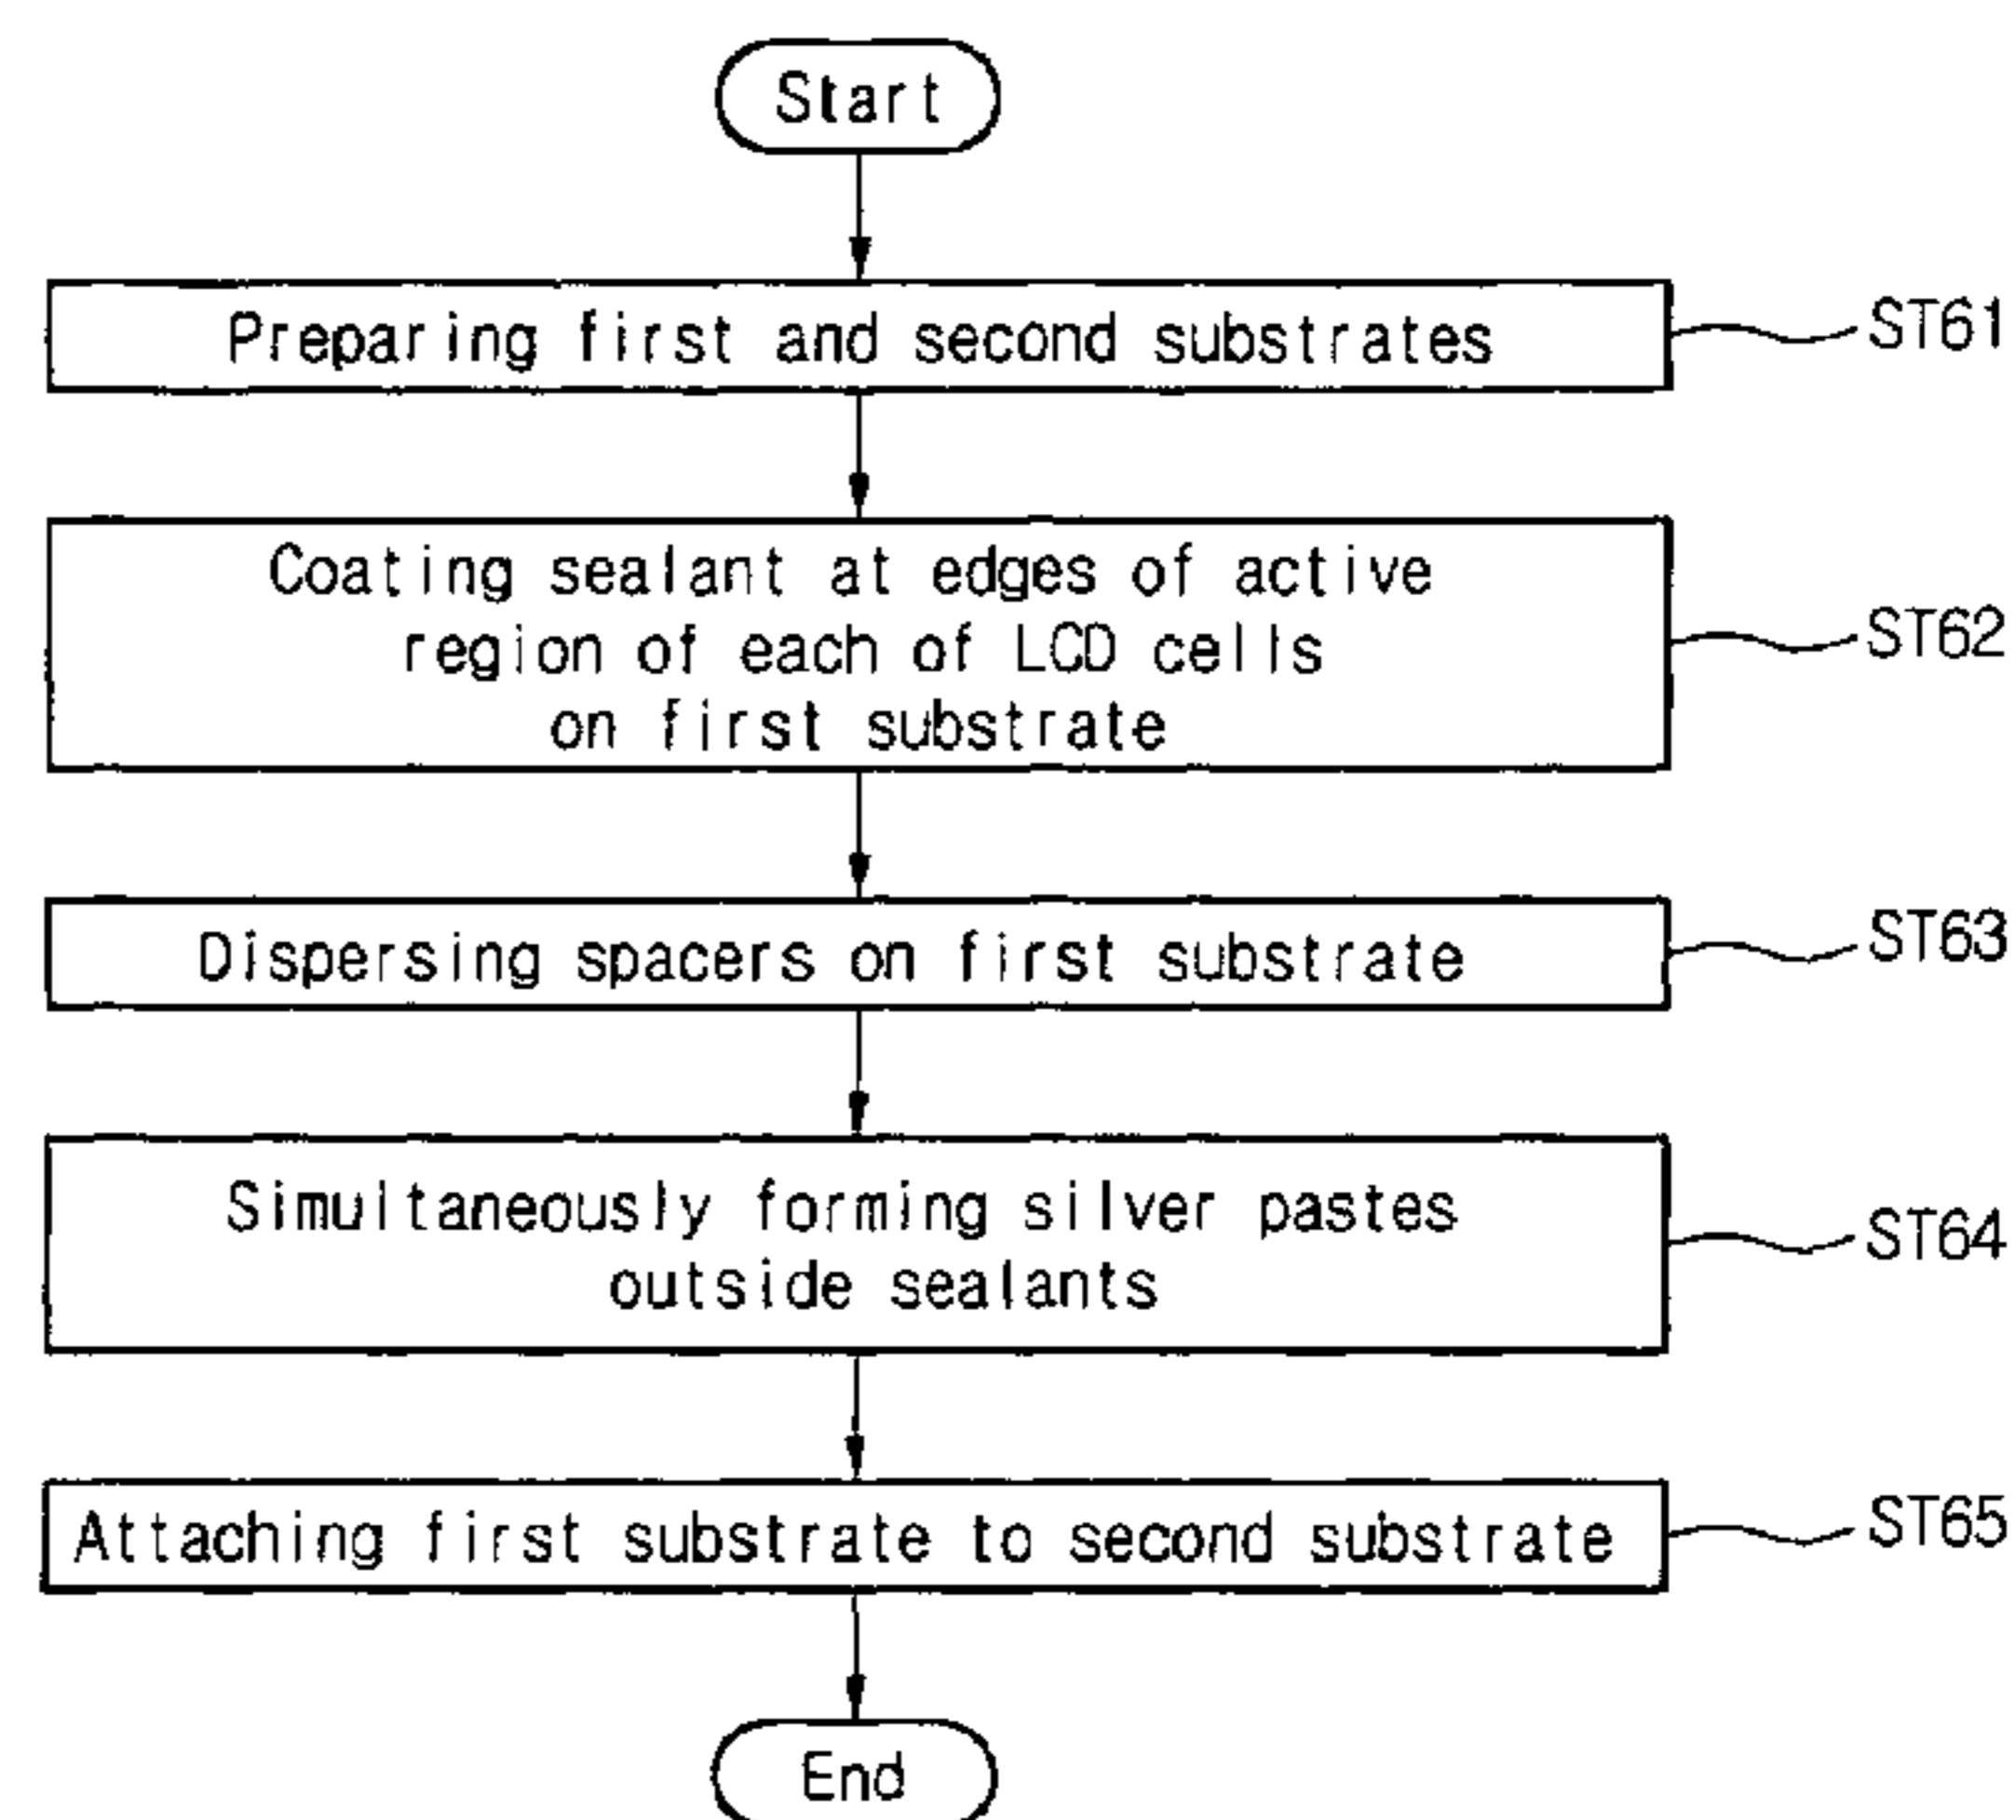 Start
Preparing first and second substrates
ST61
Coating sealant at edges of active
region of each of LCD cells
on first substrate
ST62
Dispersing spacers on first substrate
ST63
Simultaneously forming silver pastes
outside sealants
ST64
Attaching first substrate to second substrate
ST65
End